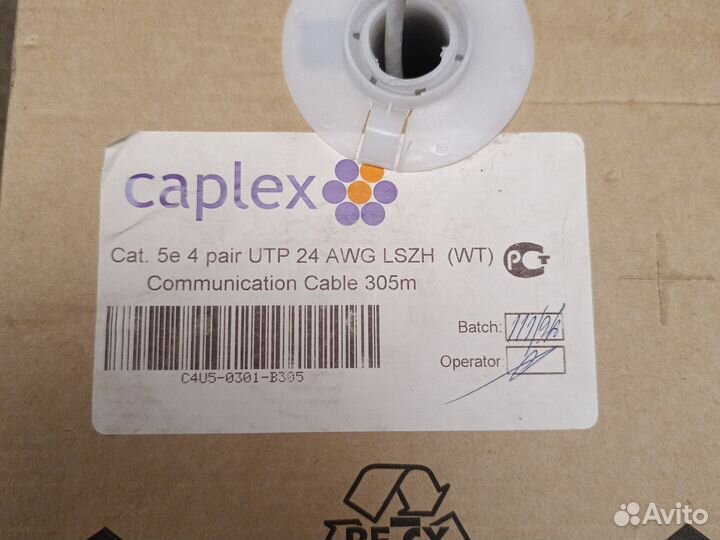 caplex
Cat. 5e 4 pair UTP 24 AWG LSZH (WT)
Communication Cable 305m
Batch:
Operator:
C4U5-0301-B305
Avito